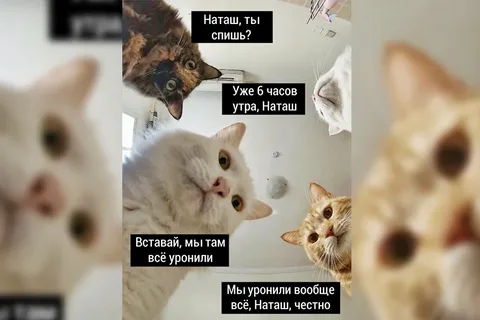 Наташ, ты
спишь?
Уже 6 часов
утра, Наташ
Вставай, мы там
всё уронили
Мы уронили вообще
всё, Наташ, честно